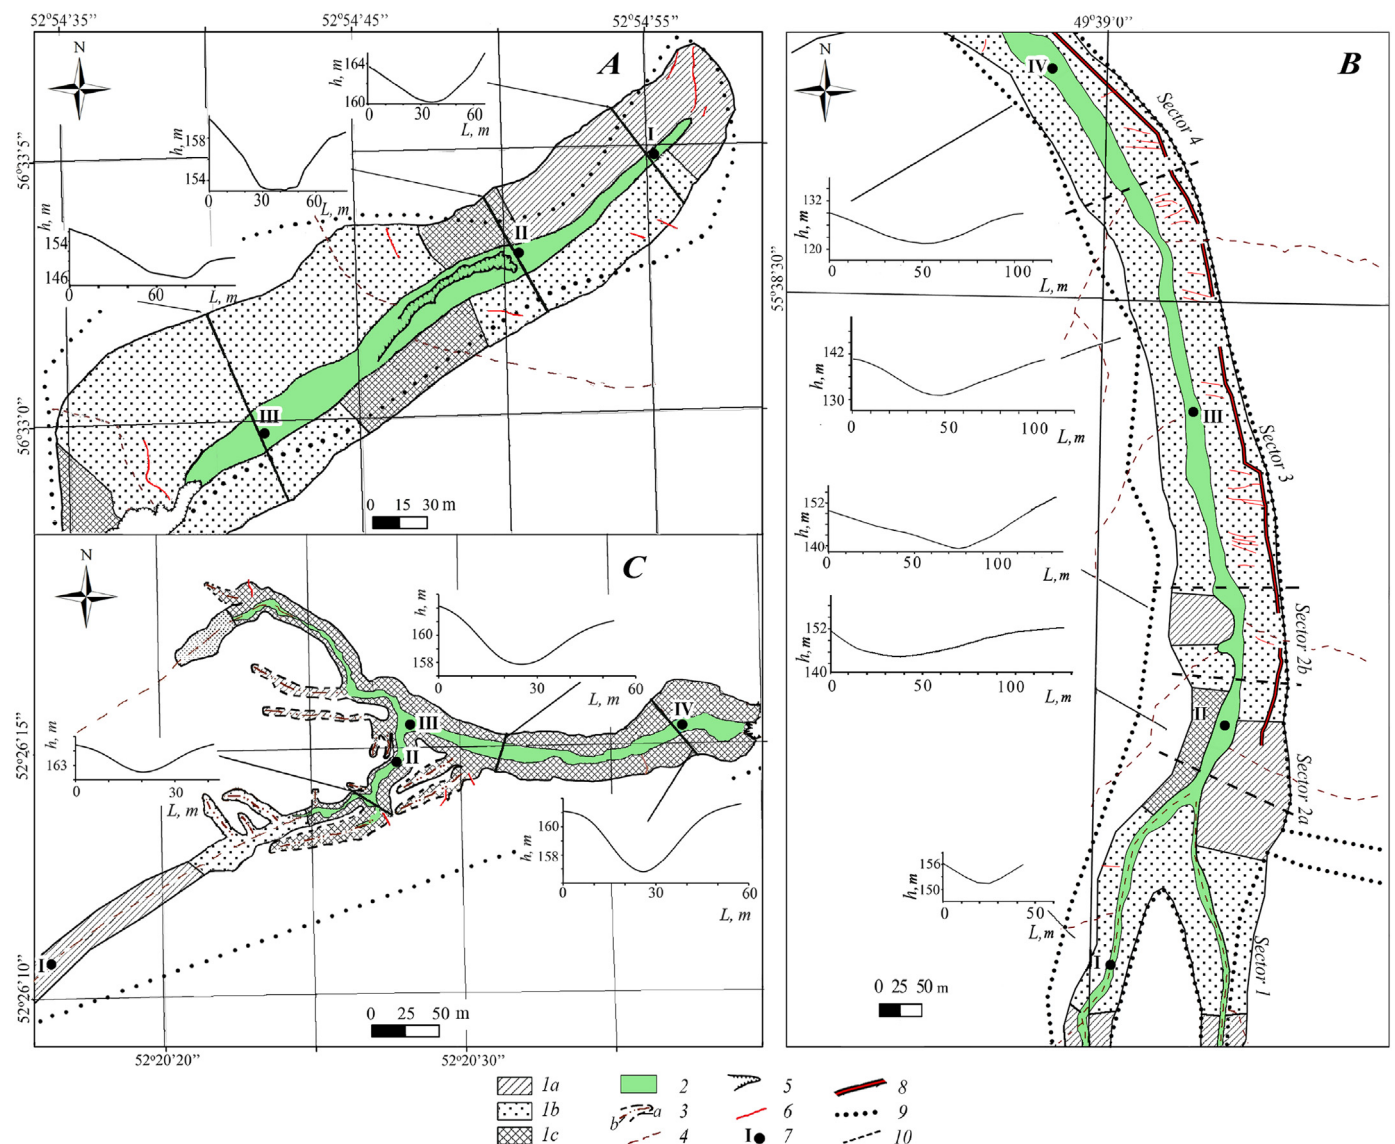 52°54'35” 52°54'45” 52°54'55”
49°39'0”
N
A
h, m
164
160
0 30 60
L, m
h, m
158
154
0 30 60
L, m
h, m
154
146
0 60
L, m
I
II
III
56°33'5”
56°33'0”
0 15 30 m
N
C
h, m
160
158
0 30 60
L, m
163
0 30
L, m
h, m
160
158
0 30 60
L, m
I
II
III
IV
52°26'15”
52°26'10”
0 25 50 m
52°20'20” 52°20'30”
N
B
IV
Sector 4
h, m
132
120
0 50 100
L, m
55°38'30”
h, m
142
130
0 50 100
L, m
III
Sector 3
h, m
152
140
0 50 100
L, m
h, m
152
140
0 50 100
L, m
Sector 2b
II
Sector 2a
h, m
156
150
0 50
L, m
I
Sector 1
0 25 50 m
1a 2 5 8
1b b a 3 6 9
1c 4 I 7 10